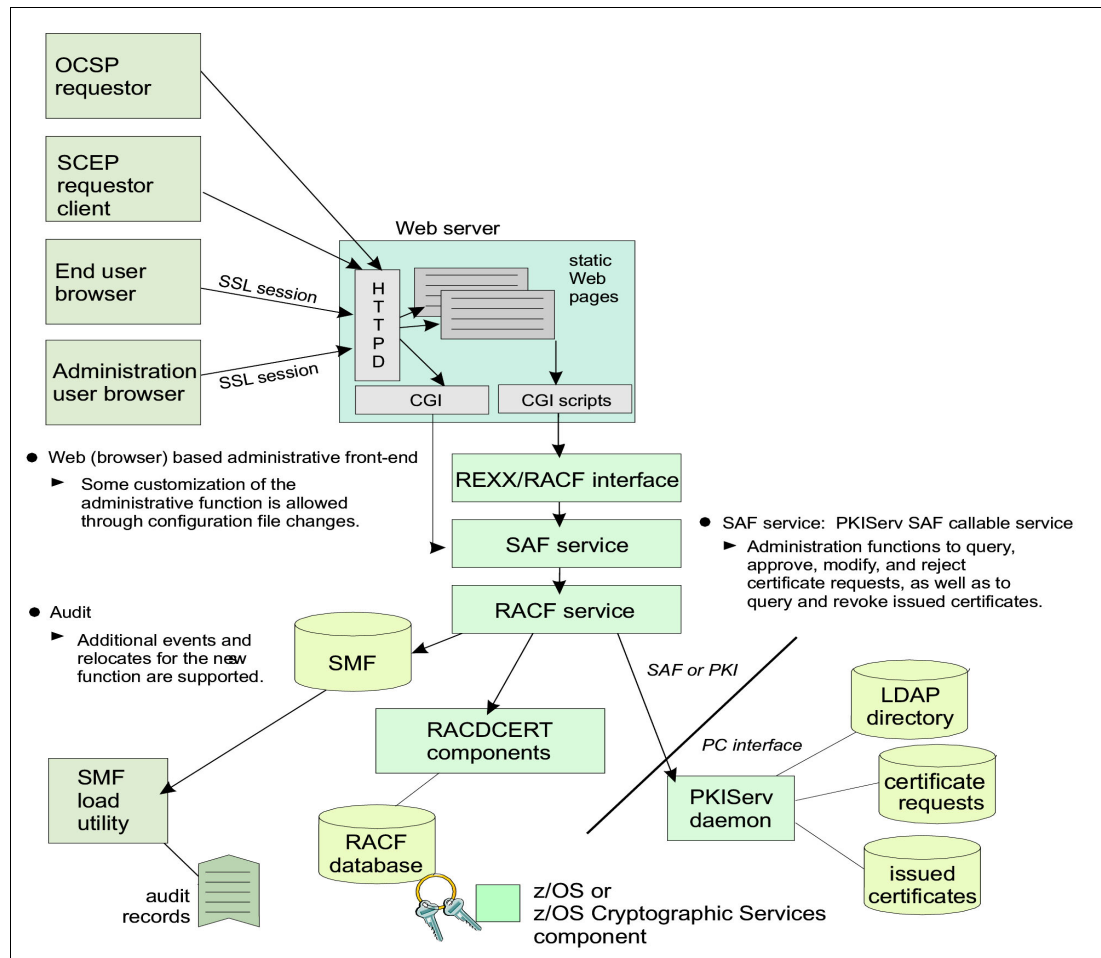 OCSP
requestor
SCEP
requestor
client
End user
browser
Administration
user browser
SSL session
SSL session
Web server
H
T
T
P
D
static
Web
pages
CGI
CGI scripts
● Web (browser) based administrative front-end
► Some customization of the
administrative function is allowed
through configuration file changes.
REXX/RACF interface
SAF service
RACF service
● SAF service: PKIServ SAF callable service
► Administration functions to query,
approve, modify, and reject
certificate requests, as well as to
query and revoke issued certificates.
● Audit
► Additional events and
relocates for the new
function are supported.
SMF
SAF or PKI
PC interface
LDAP
directory
RACDCERT
components
certificate
requests
PKIServ
daemon
SMF
load
utility
RACF
database
issued
certificates
audit
records
z/OS or
z/OS Cryptographic Services
component